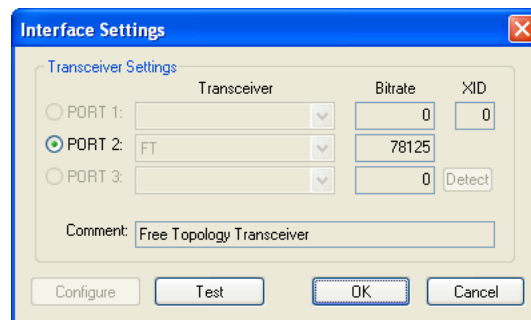 Interface Settings
Transceiver Settings
Transceiver Bitrate XID
PORT 1: 0 0
PORT 2: FT 78125
PORT 3: 0 Detect
Comment: Free Topology Transceiver
Configure Test OK Cancel